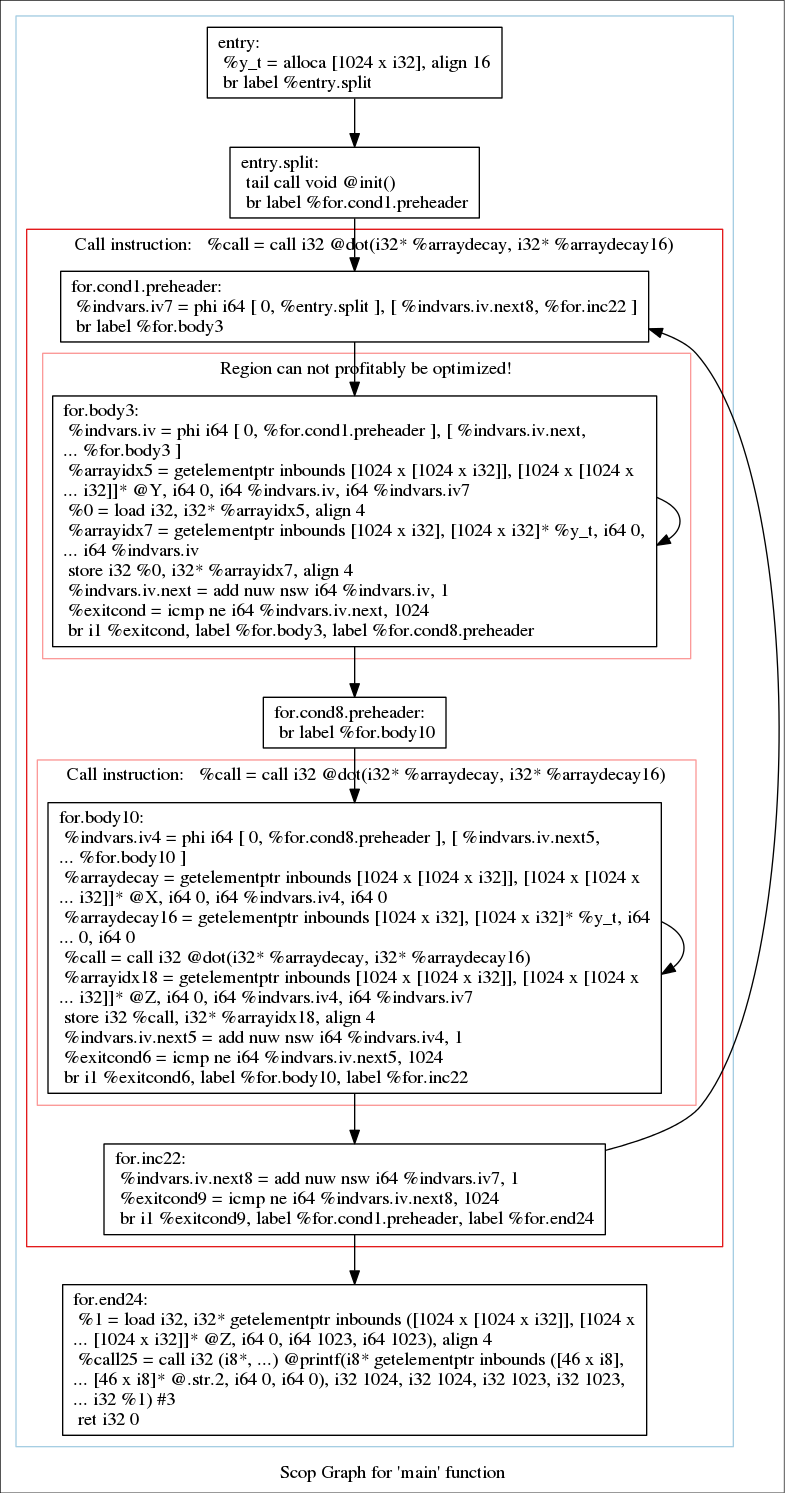 entry:
%y_t = alloca [1024 x i32], align 16
br label %entry.split
entry.split:
tail call void @init()
br label %for.cond1.preheader
Call instruction: %call = call i32 @dot(i32* %arraydecay, i32* %arraydecay16)
for.cond1.preheader:
%indvars.iv7 = phi i64 [ 0, %entry.split ], [ %indvars.iv.next8, %for.inc22 ]
br label %for.body3
Region can not profitably be optimized!
for.body3:
%indvars.iv = phi i64 [ 0, %for.cond1.preheader ], [ %indvars.iv.next,
... %for.body3 ]
%arrayidx5 = getelementptr inbounds [1024 x [1024 x i32]], [1024 x [1024 x
... i32]]* @Y, i64 0, i64 %indvars.iv, i64 %indvars.iv7
%0 = load i32, i32* %arrayidx5, align 4
%arrayidx7 = getelementptr inbounds [1024 x i32], [1024 x i32]* %y_t, i64 0,
... i64 %indvars.iv
store i32 %0, i32* %arrayidx7, align 4
%indvars.iv.next = add nuw nsw i64 %indvars.iv, 1
%exitcond = icmp ne i64 %indvars.iv.next, 1024
br i1 %exitcond, label %for.body3, label %for.cond8.preheader
for.cond8.preheader:
br label %for.body10
Call instruction: %call = call i32 @dot(i32* %arraydecay, i32* %arraydecay16)
for.body10:
%indvars.iv4 = phi i64 [ 0, %for.cond8.preheader ], [ %indvars.iv.next5,
... %for.body10 ]
%arraydecay = getelementptr inbounds [1024 x [1024 x i32]], [1024 x [1024 x
... i32]]* @X, i64 0, i64 %indvars.iv4, i64 0
%arraydecay16 = getelementptr inbounds [1024 x i32], [1024 x i32]* %y_t, i64
... 0, i64 0
%call = call i32 @dot(i32* %arraydecay, i32* %arraydecay16)
%arrayidx18 = getelementptr inbounds [1024 x [1024 x i32]], [1024 x [1024 x
... i32]]* @Z, i64 0, i64 %indvars.iv4, i64 %indvars.iv7
store i32 %call, i32* %arrayidx18, align 4
%indvars.iv.next5 = add nuw nsw i64 %indvars.iv4, 1
%exitcond6 = icmp ne i64 %indvars.iv.next5, 1024
br i1 %exitcond6, label %for.body10, label %for.inc22
for.inc22:
%indvars.iv.next8 = add nuw nsw i64 %indvars.iv7, 1
%exitcond9 = icmp ne i64 %indvars.iv.next8, 1024
br i1 %exitcond9, label %for.cond1.preheader, label %for.end24
for.end24:
%1 = load i32, i32* getelementptr inbounds ([1024 x [1024 x i32]], [1024 x
... [1024 x i32]]* @Z, i64 0, i64 1023, i64 1023), align 4
%call25 = call i32 (i8*, ...) @printf(i8* getelementptr inbounds ([46 x i8],
... [46 x i8]* @.str.2, i64 0, i64 0), i32 1024, i32 1024, i32 1023, i32 1023,
... i32 %1) #3
ret i32 0
Scop Graph for 'main' function